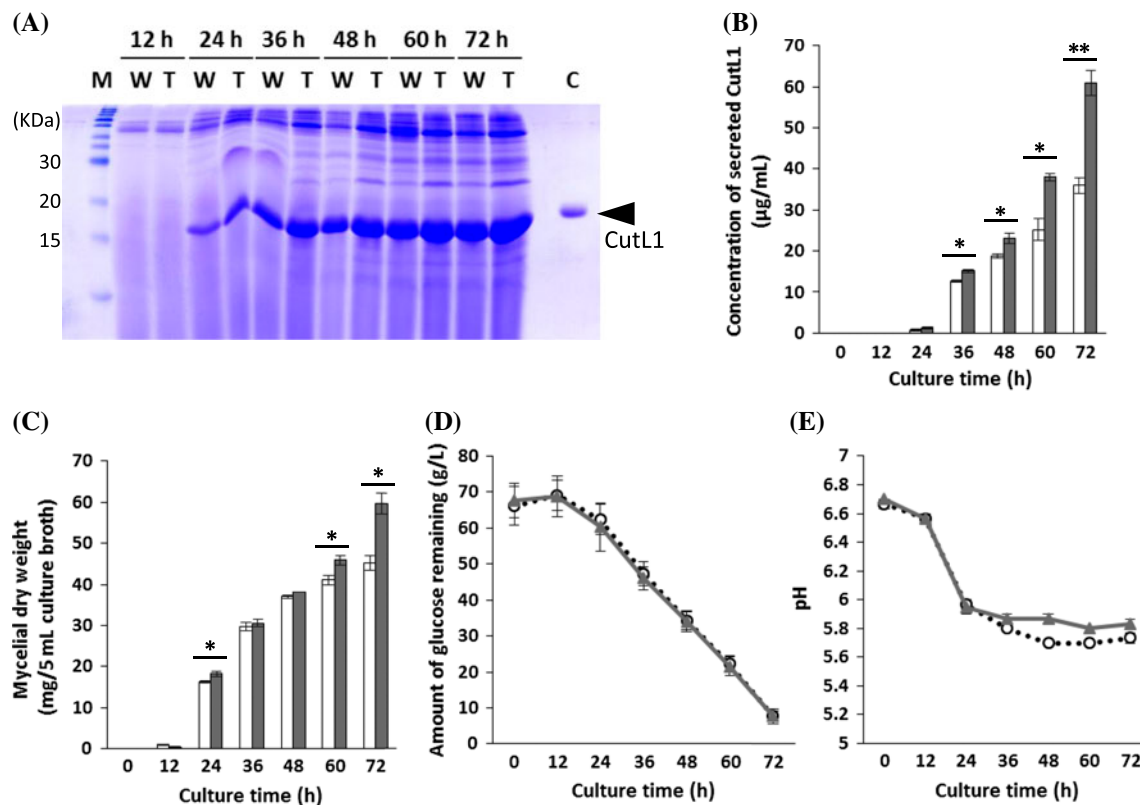 (A)
12 h 24 h 36 h 48 h 60 h 72 h
M W T W T W T W T W T W T C
(KDa)
30
20
15
CutL1
(B)
Concentration of secreted CutL1
(μg/mL)
70
60
50
40
30
20
10
0
* * * **
0 12 24 36 48 60 72
Culture time (h)
(C)
Mycelial dry weight
(mg/5 mL culture broth)
70
60
50
40
30
20
10
0
* * *
0 12 24 36 48 60 72
Culture time (h)
(D)
Amount of glucose remaining (g/L)
80
70
60
50
40
30
20
10
0
0 12 24 36 48 60 72
Culture time (h)
(E)
pH
7
6.8
6.6
6.4
6.2
6
5.8
5.6
5.4
5.2
5
0 12 24 36 48 60 72
Culture time (h)